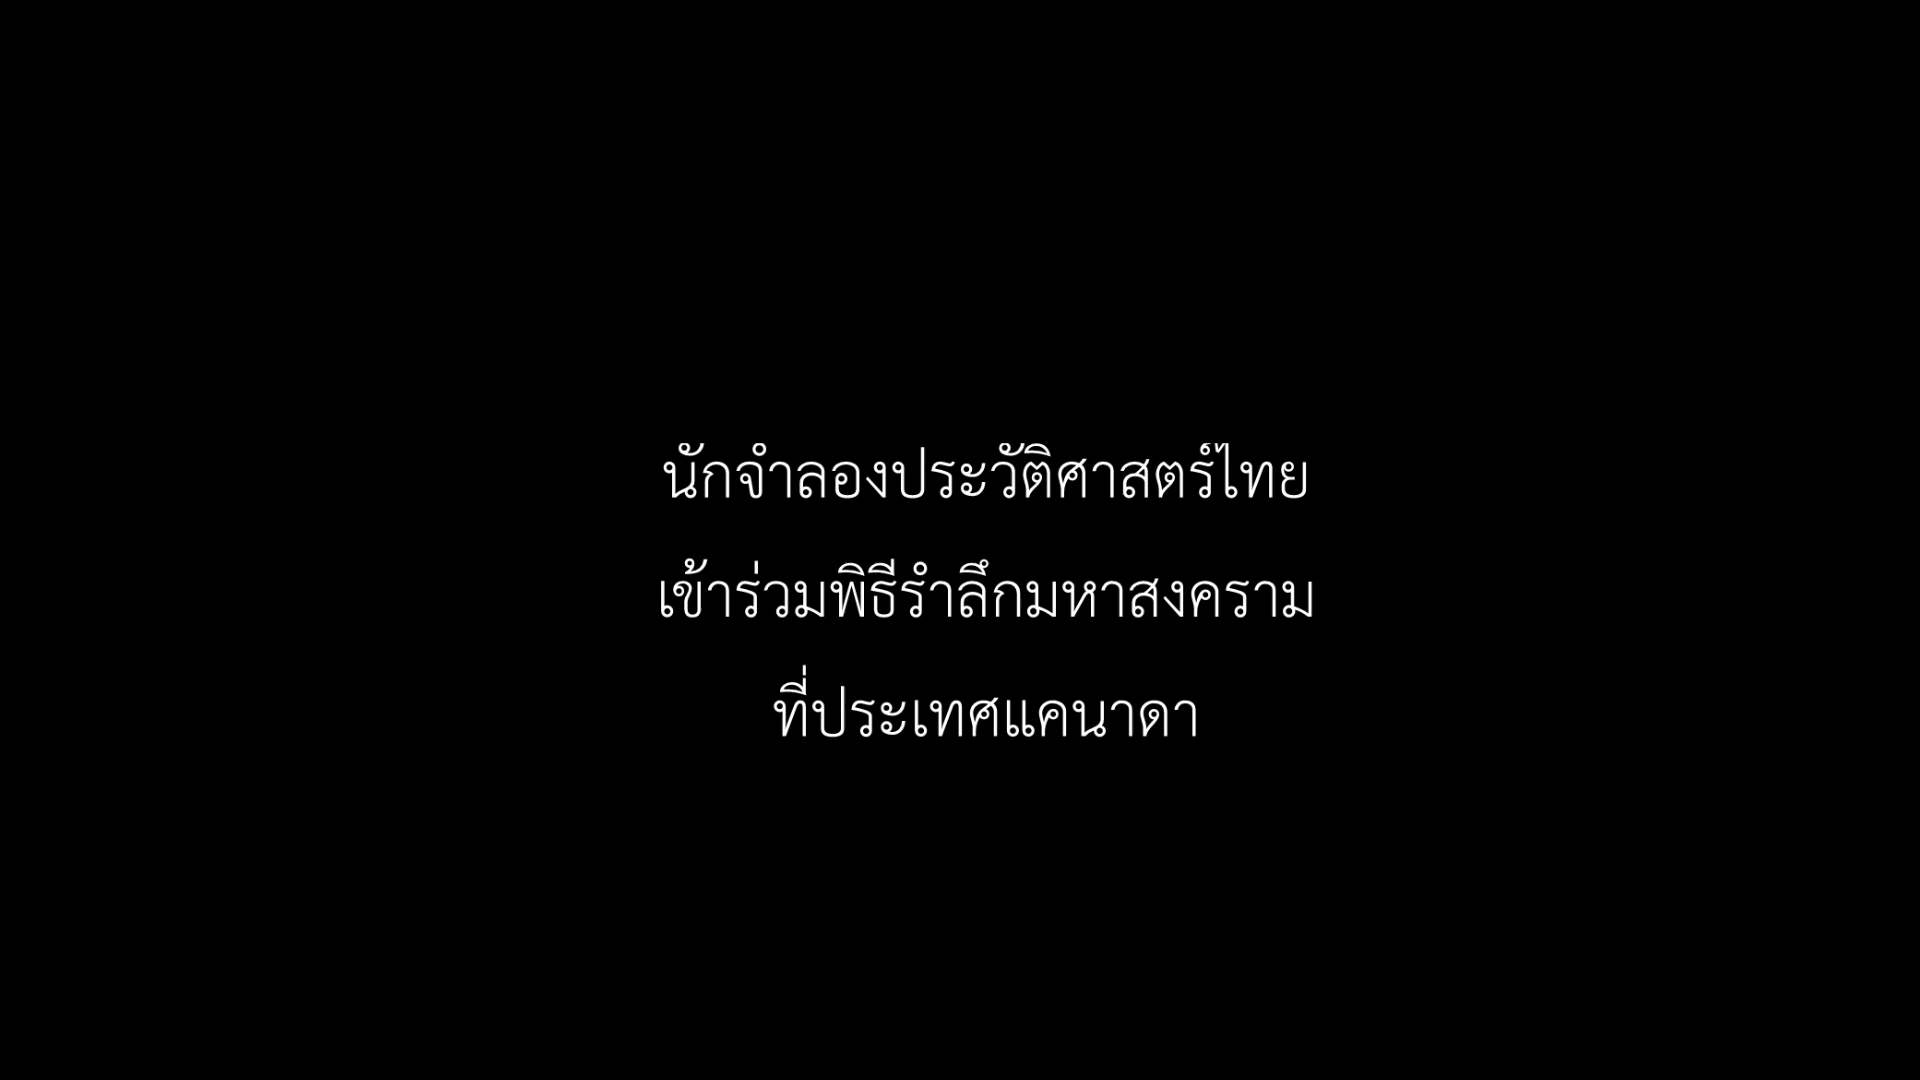 นักจำลองประวัติศาสตร์ไทย
เข้าร่วมพิธีรำลึกมหาสงคราม
ที่ประเทศแคนาดา